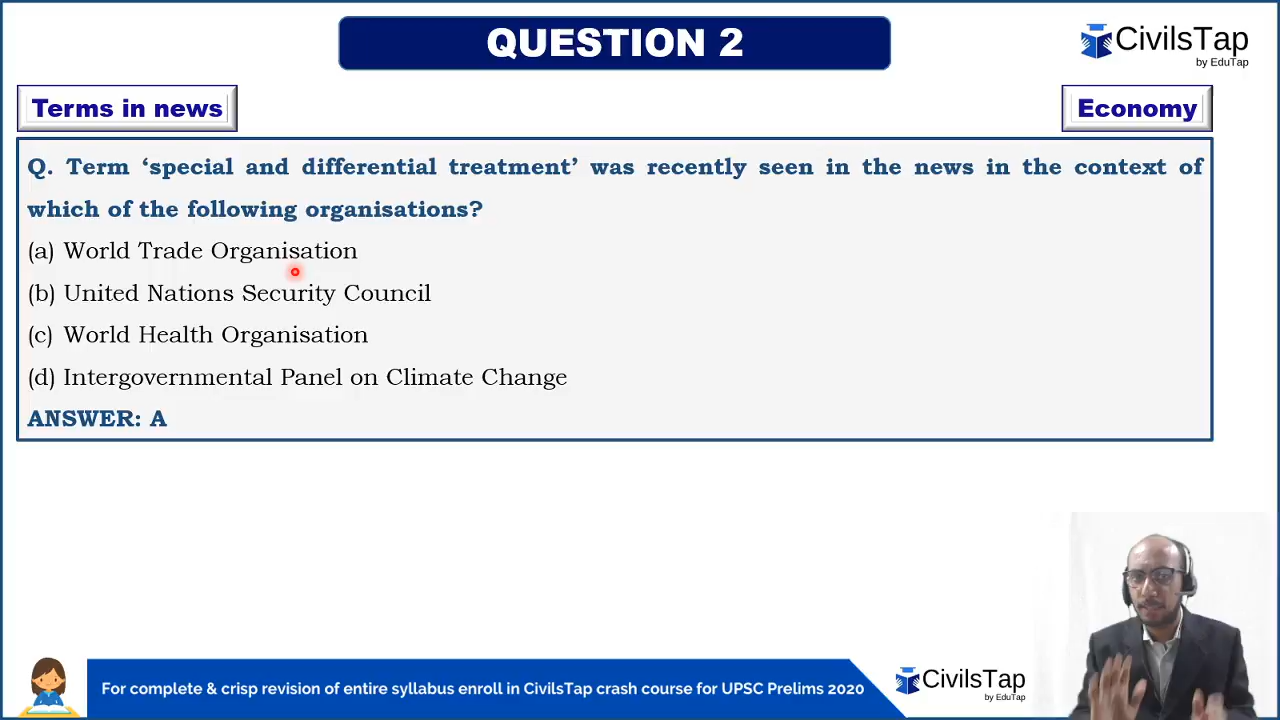 QUESTION 2
CivilsTap
by EduTap
Terms in news
Economy
Q. Term ‘special and differential treatment’ was recently seen in the news in the context of
which of the following organisations?
(a) World Trade Organisation
(b) United Nations Security Council
(c) World Health Organisation
(d) Intergovernmental Panel on Climate Change
ANSWER: A
For complete & crisp revision of entire syllabus enroll in CivilsTap crash course for UPSC Prelims 2020
CivilsTap
by EduTap